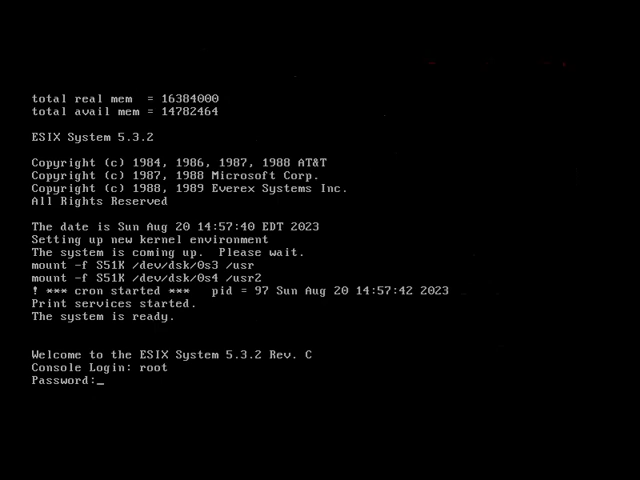 total real mem  = 16384000
total avail mem = 14782464
ESIX System 5.3.2
Copyright (c) 1984, 1986, 1987, 1988 AT&T
Copyright (c) 1987, 1988 Microsoft Corp.
Copyright (c) 1988, 1989 Everex Systems Inc.
All Rights Reserved
The date is Sun Aug 20 14:57:40 EDT 2023
Setting up new kernel environment
The system is coming up.  Please wait.
mount -f S51K /dev/dsk/0s3 /usr
mount -f S51K /dev/dsk/0s4 /usr2
! *** cron started ***   pid = 97 Sun Aug 20 14:57:42 2023
Print services started.
The system is ready.
Welcome to the ESIX System 5.3.2 Rev. C
Console Login: root
Password:_